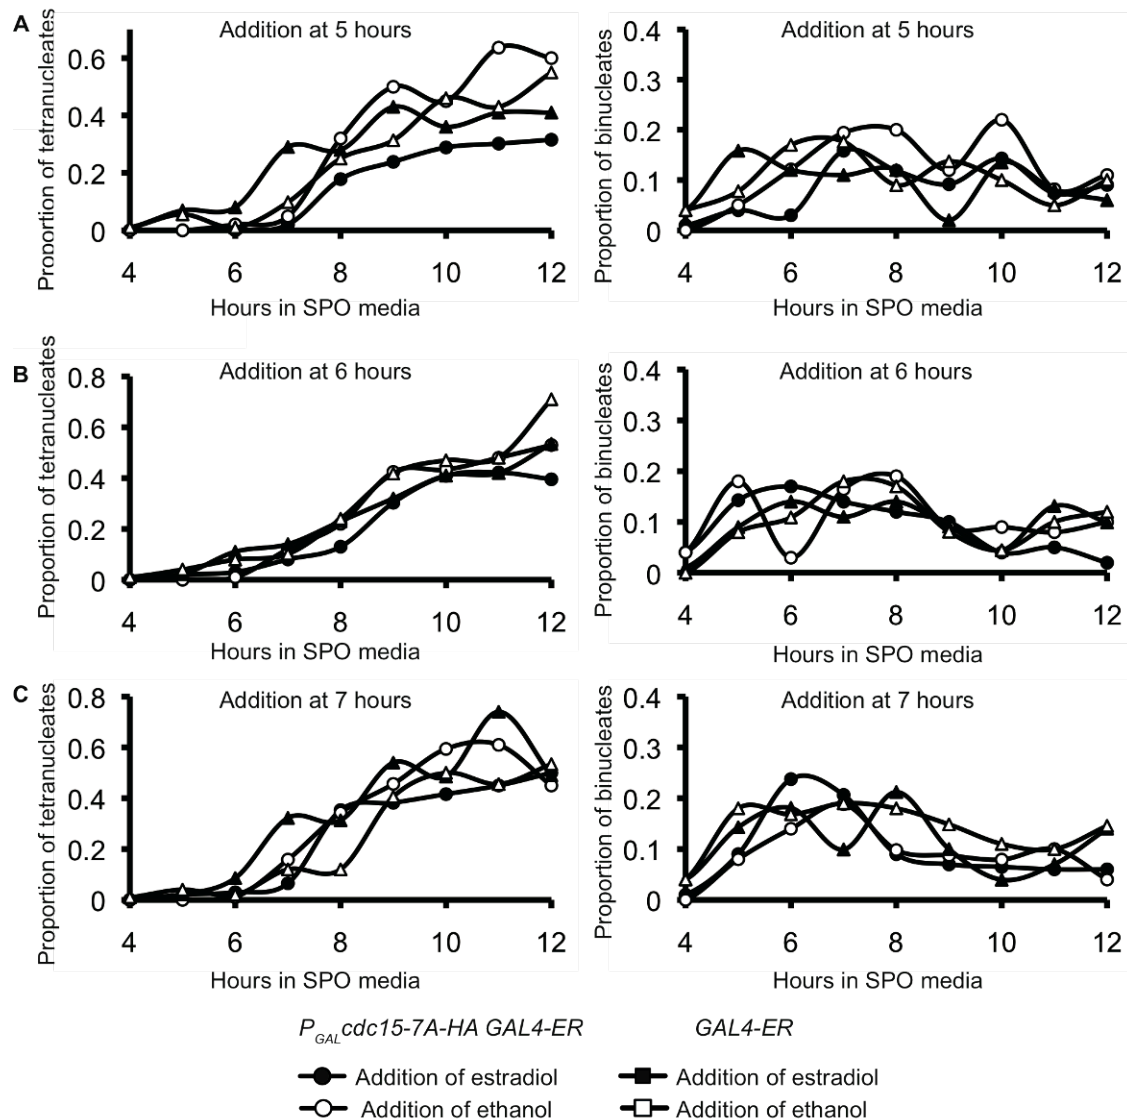 A
Addition at 5 hours
Proportion of tetranucleates
0.6
0.4
0.2
0
4 6 8 10 12
Hours in SPO media
Addition at 5 hours
Proportion of binucleates
0.4
0.3
0.2
0.1
0
4 6 8 10 12
Hours in SPO media
B
Addition at 6 hours
Proportion of tetranucleates
0.8
0.6
0.4
0.2
0
4 6 8 10 12
Hours in SPO media
Addition at 6 hours
Proportion of binucleates
0.4
0.3
0.2
0.1
0
4 6 8 10 12
Hours in SPO media
C
Addition at 7 hours
Proportion of tetranucleates
0.8
0.6
0.4
0.2
0
4 6 8 10 12
Hours in SPO media
Addition at 7 hours
Proportion of binucleates
0.4
0.3
0.2
0.1
0
4 6 8 10 12
Hours in SPO media
PGALcdc15-7A-HA GAL4-ER
GAL4-ER
Addition of estradiol
Addition of estradiol
Addition of ethanol
Addition of ethanol